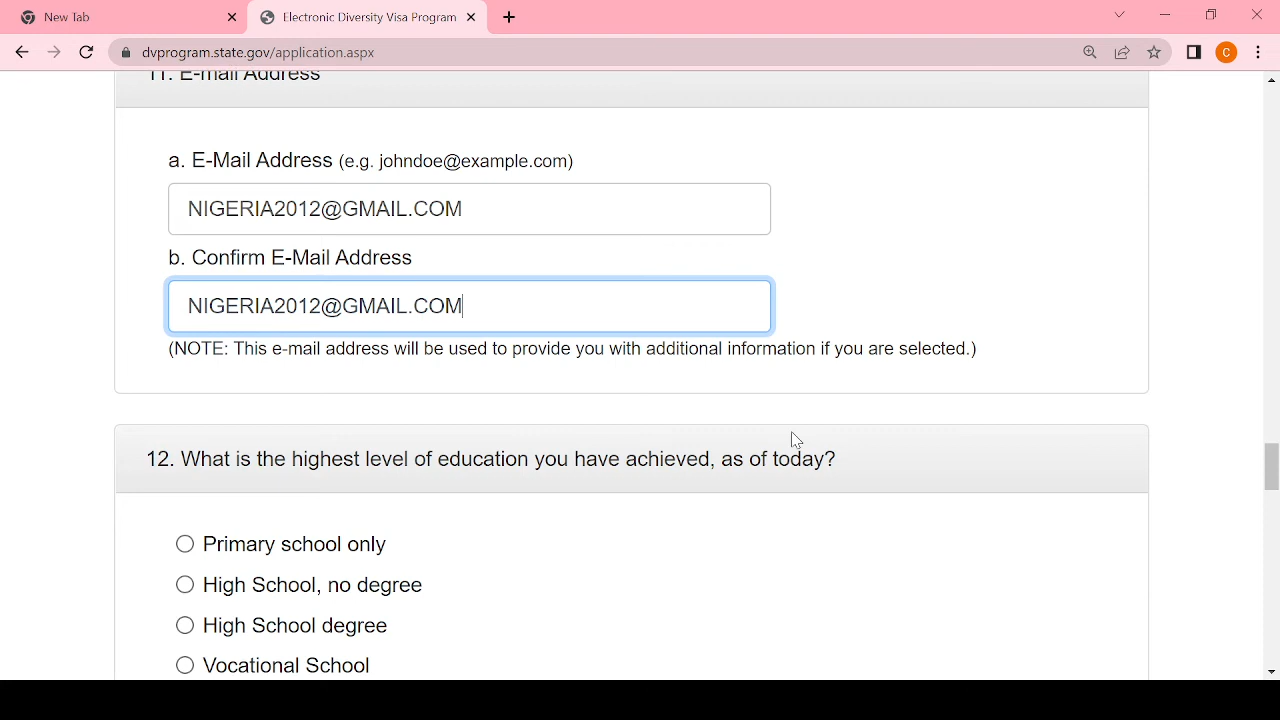 New Tab
Electronic Diversity Visa Program
dvprogram.state.gov/application.aspx
C
11. E-mail Address
a. E-Mail Address (e.g. johndoe@example.com)
NIGERIA2012@GMAIL.COM
b. Confirm E-Mail Address
NIGERIA2012@GMAIL.COM
(NOTE: This e-mail address will be used to provide you with additional information if you are selected.)
12. What is the highest level of education you have achieved, as of today?
Primary school only
High School, no degree
High School degree
Vocational School